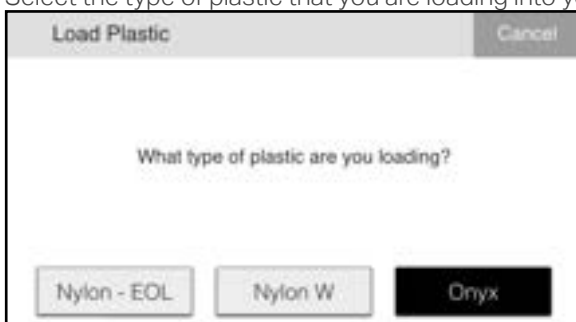 Select the type of plastic that you are loading into
Load Plastic Cancel
What type of plastic are you loading?
Nylon - EOL Nylon W Onyx